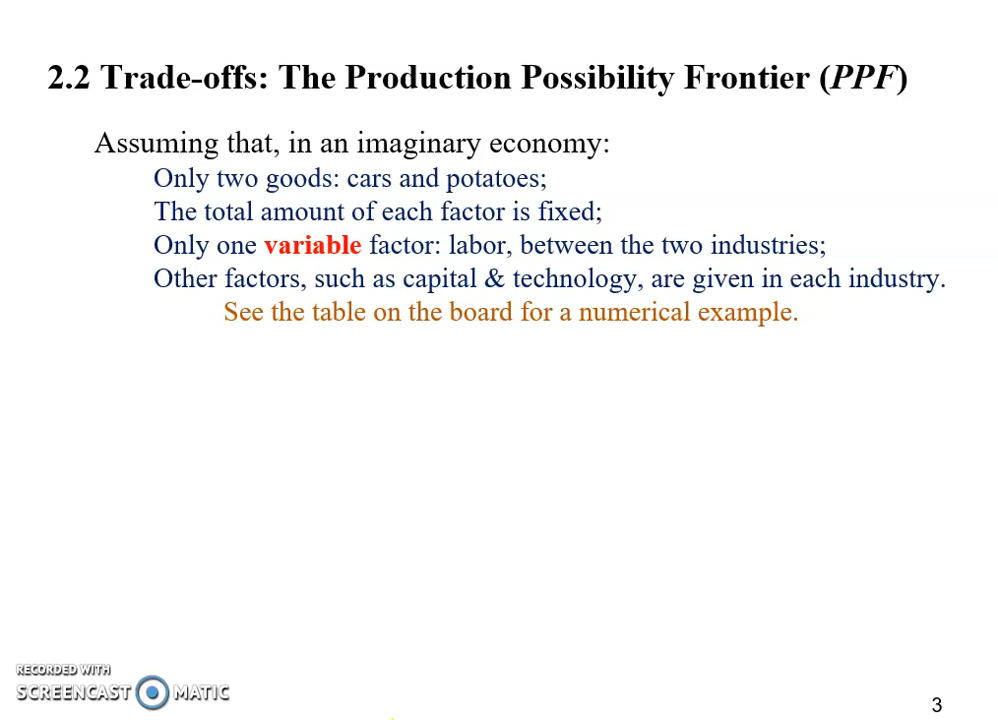 2.2 Trade-offs: The Production Possibility Frontier (PPF)
Assuming that, in an imaginary economy:
Only two goods: cars and potatoes;
The total amount of each factor is fixed;
Only one variable factor: labor, between the two industries;
Other factors, such as capital & technology, are given in each industry.
See the table on the board for a numerical example.
RECORDED WITH
SCREENCAST MATIC
3